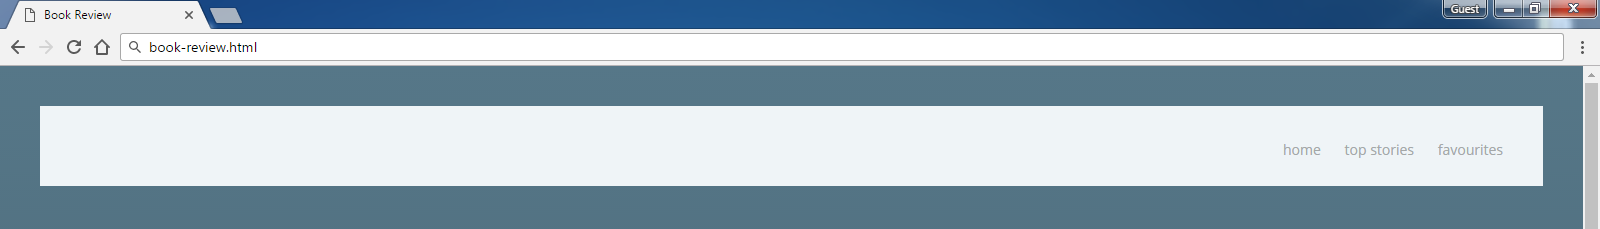 Book Review
Guest
book-review.html
home top stories favourites